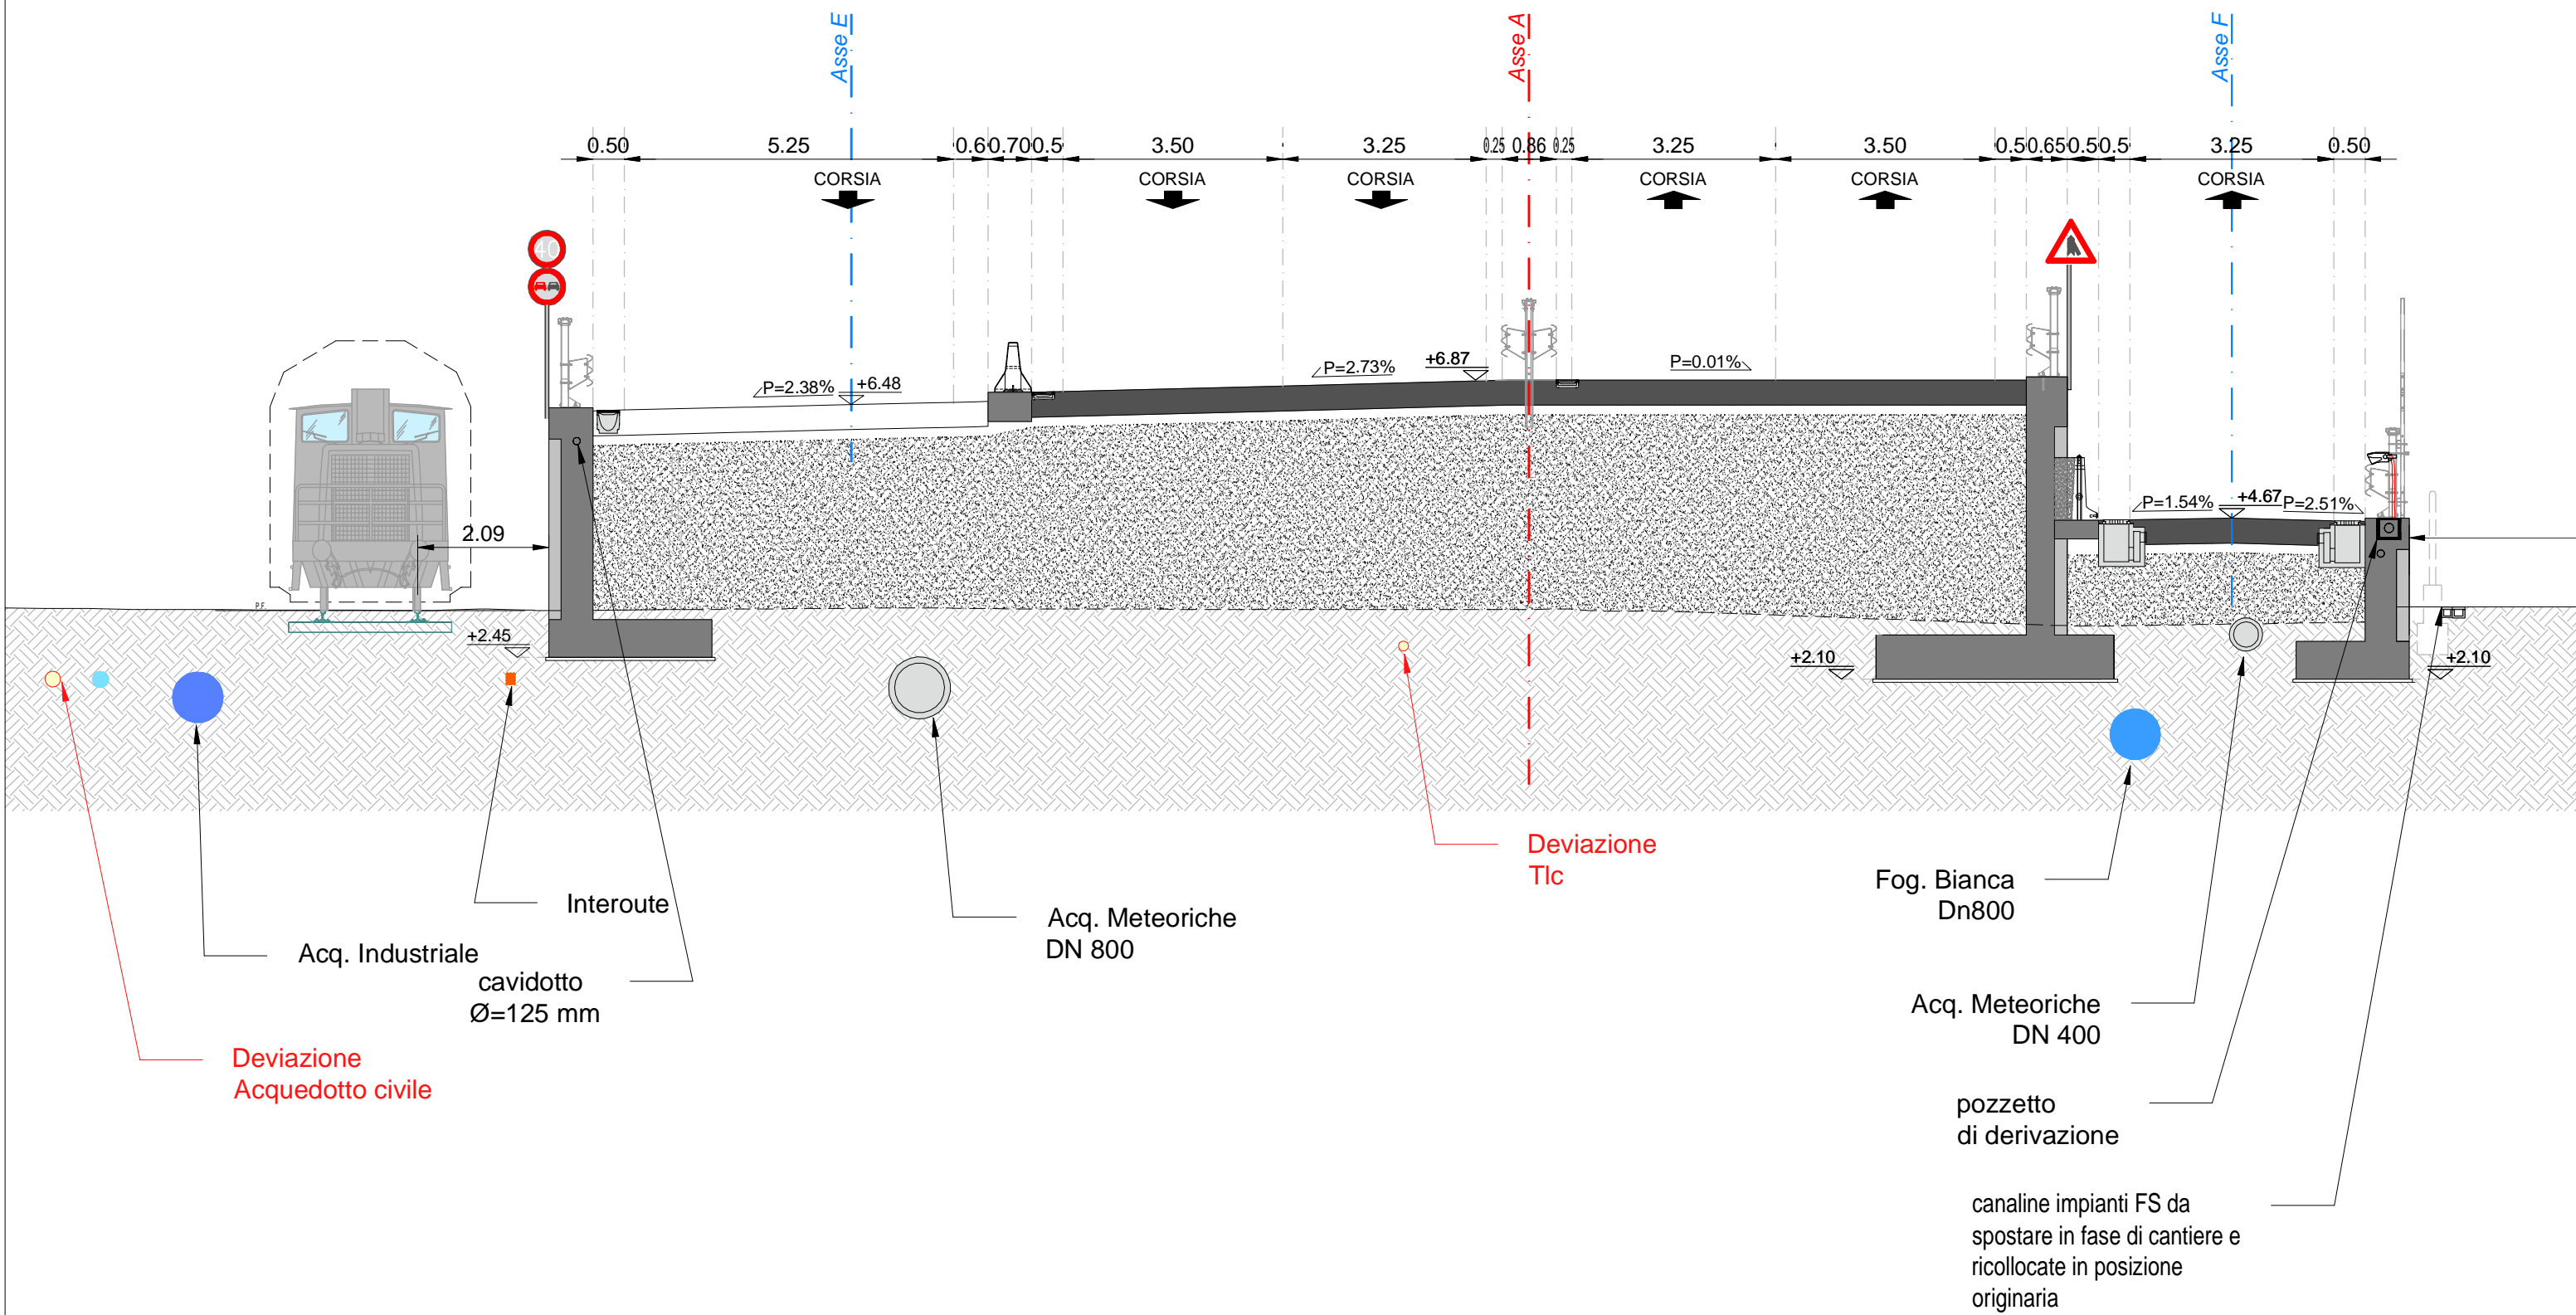 Asse E
Asse A
Asse F
0.50
5.25
0.6
0.70
0.5
3.50
3.25
0.25
0.86
0.25
3.25
3.50
0.5
0.65
0.5
0.5
3.25
0.50
CORSIA
CORSIA
CORSIA
CORSIA
CORSIA
CORSIA
40
P=2.38%
+6.48
P=2.73%
+6.87
P=0.01%
P=1.54%
+4.67
P=2.51%
2.09
P.F.
+2.45
+2.10
+2.10
Deviazione
Tlc
Fog. Bianca
Dn800
Interoute
Acq. Meteoriche
DN 800
Acq. Industriale
cavidotto
Ø=125 mm
Acq. Meteoriche
DN 400
Deviazione
Acquedotto civile
pozzetto
di derivazione
canaline impianti FS da
spostare in fase di cantiere e
ricollocate in posizione
originaria